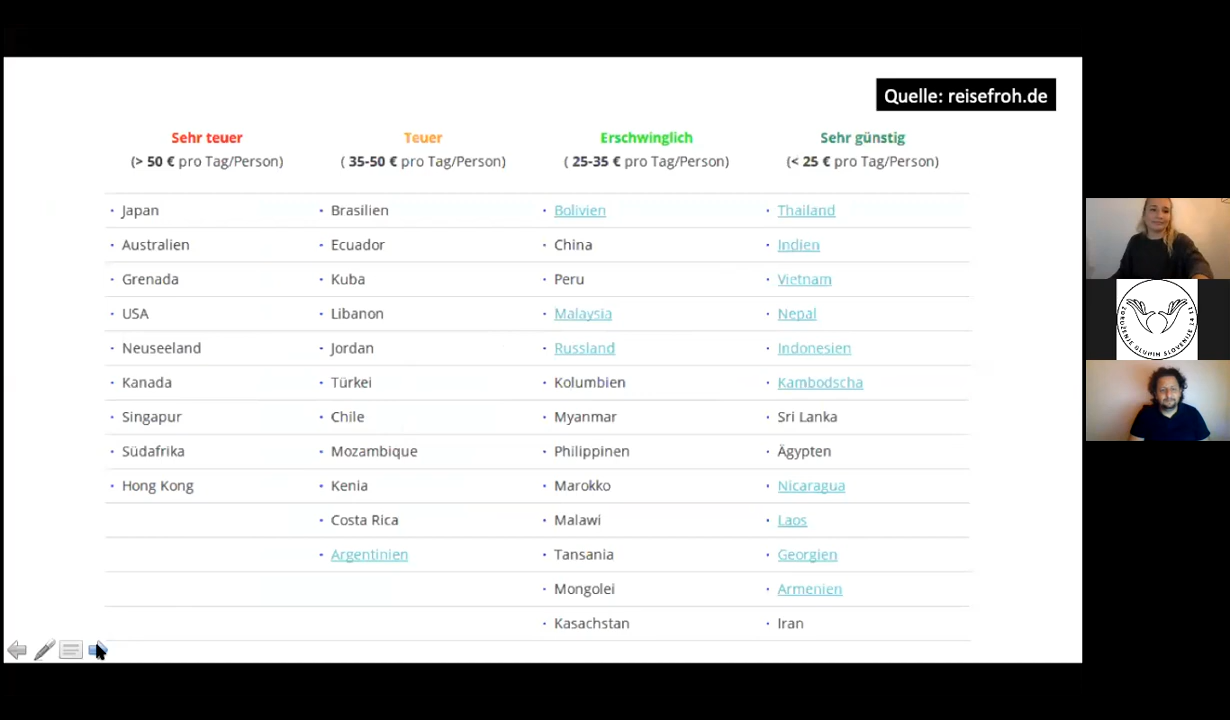 Quelle: reisefroh.de
Sehr teuer Teuer Erschwinglich Sehr günstig
(> 50 € pro Tag/Person) ( 35-50 € pro Tag/Person) ( 25-35 € pro Tag/Person) (< 25 € pro Tag/Person)
· Japan · Brasilien · Bolivien · Thailand
· Australien · Ecuador · China · Indien
· Grenada · Kuba · Peru · Vietnam
· USA · Libanon · Malaysia · Nepal
· Neuseeland · Jordan · Russland · Indonesien
· Kanada · Türkei · Kolumbien · Kambodscha
· Singapur · Chile · Myanmar · Sri Lanka
· Südafrika · Mozambique · Philippinen · Ägypten
· Hong Kong · Kenia · Marokko · Nicaragua
· Costa Rica · Malawi · Laos
· Argentinien · Tansania · Georgien
· Mongolei · Armenien
· Kasachstan · Iran
ZDRUŽENJE GLUHIH SLOVENIJE